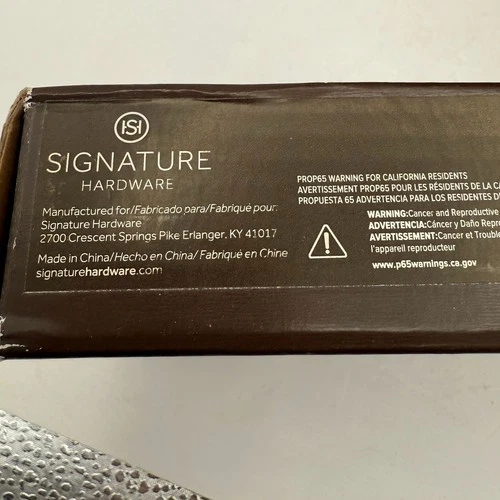 SH
SIGNATURE
HARDWARE
Manufactured for/Fabricado para/Fabriqué pour:
Signature Hardware
2700 Crescent Springs Pike Erlanger, KY 41017
Made in China/Hecho en China/ Fabriqué en Chine
signaturehardware.com
PROP65 WARNING FOR CALIFORNIA RESIDENTS
AVERTISSEMENT PROP65 POUR LES RÉSIDENTS DE LA
PROPUESTA 65 ADVERTENCIA PARA LOS RESIDENTES
WARNING:Cancer and Reproductive
ADVERTENCIA:Cáncer y Daño
AVERTISSEMENT:Cancer et
l'appareil reproducteur
www.p65warnings.ca.gov